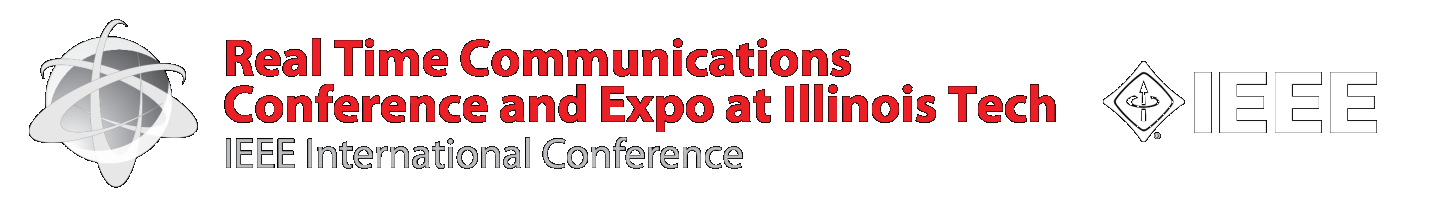 Real Time Communications
Conference and Expo at Illinois Tech
IEEE International Conference
IEEE